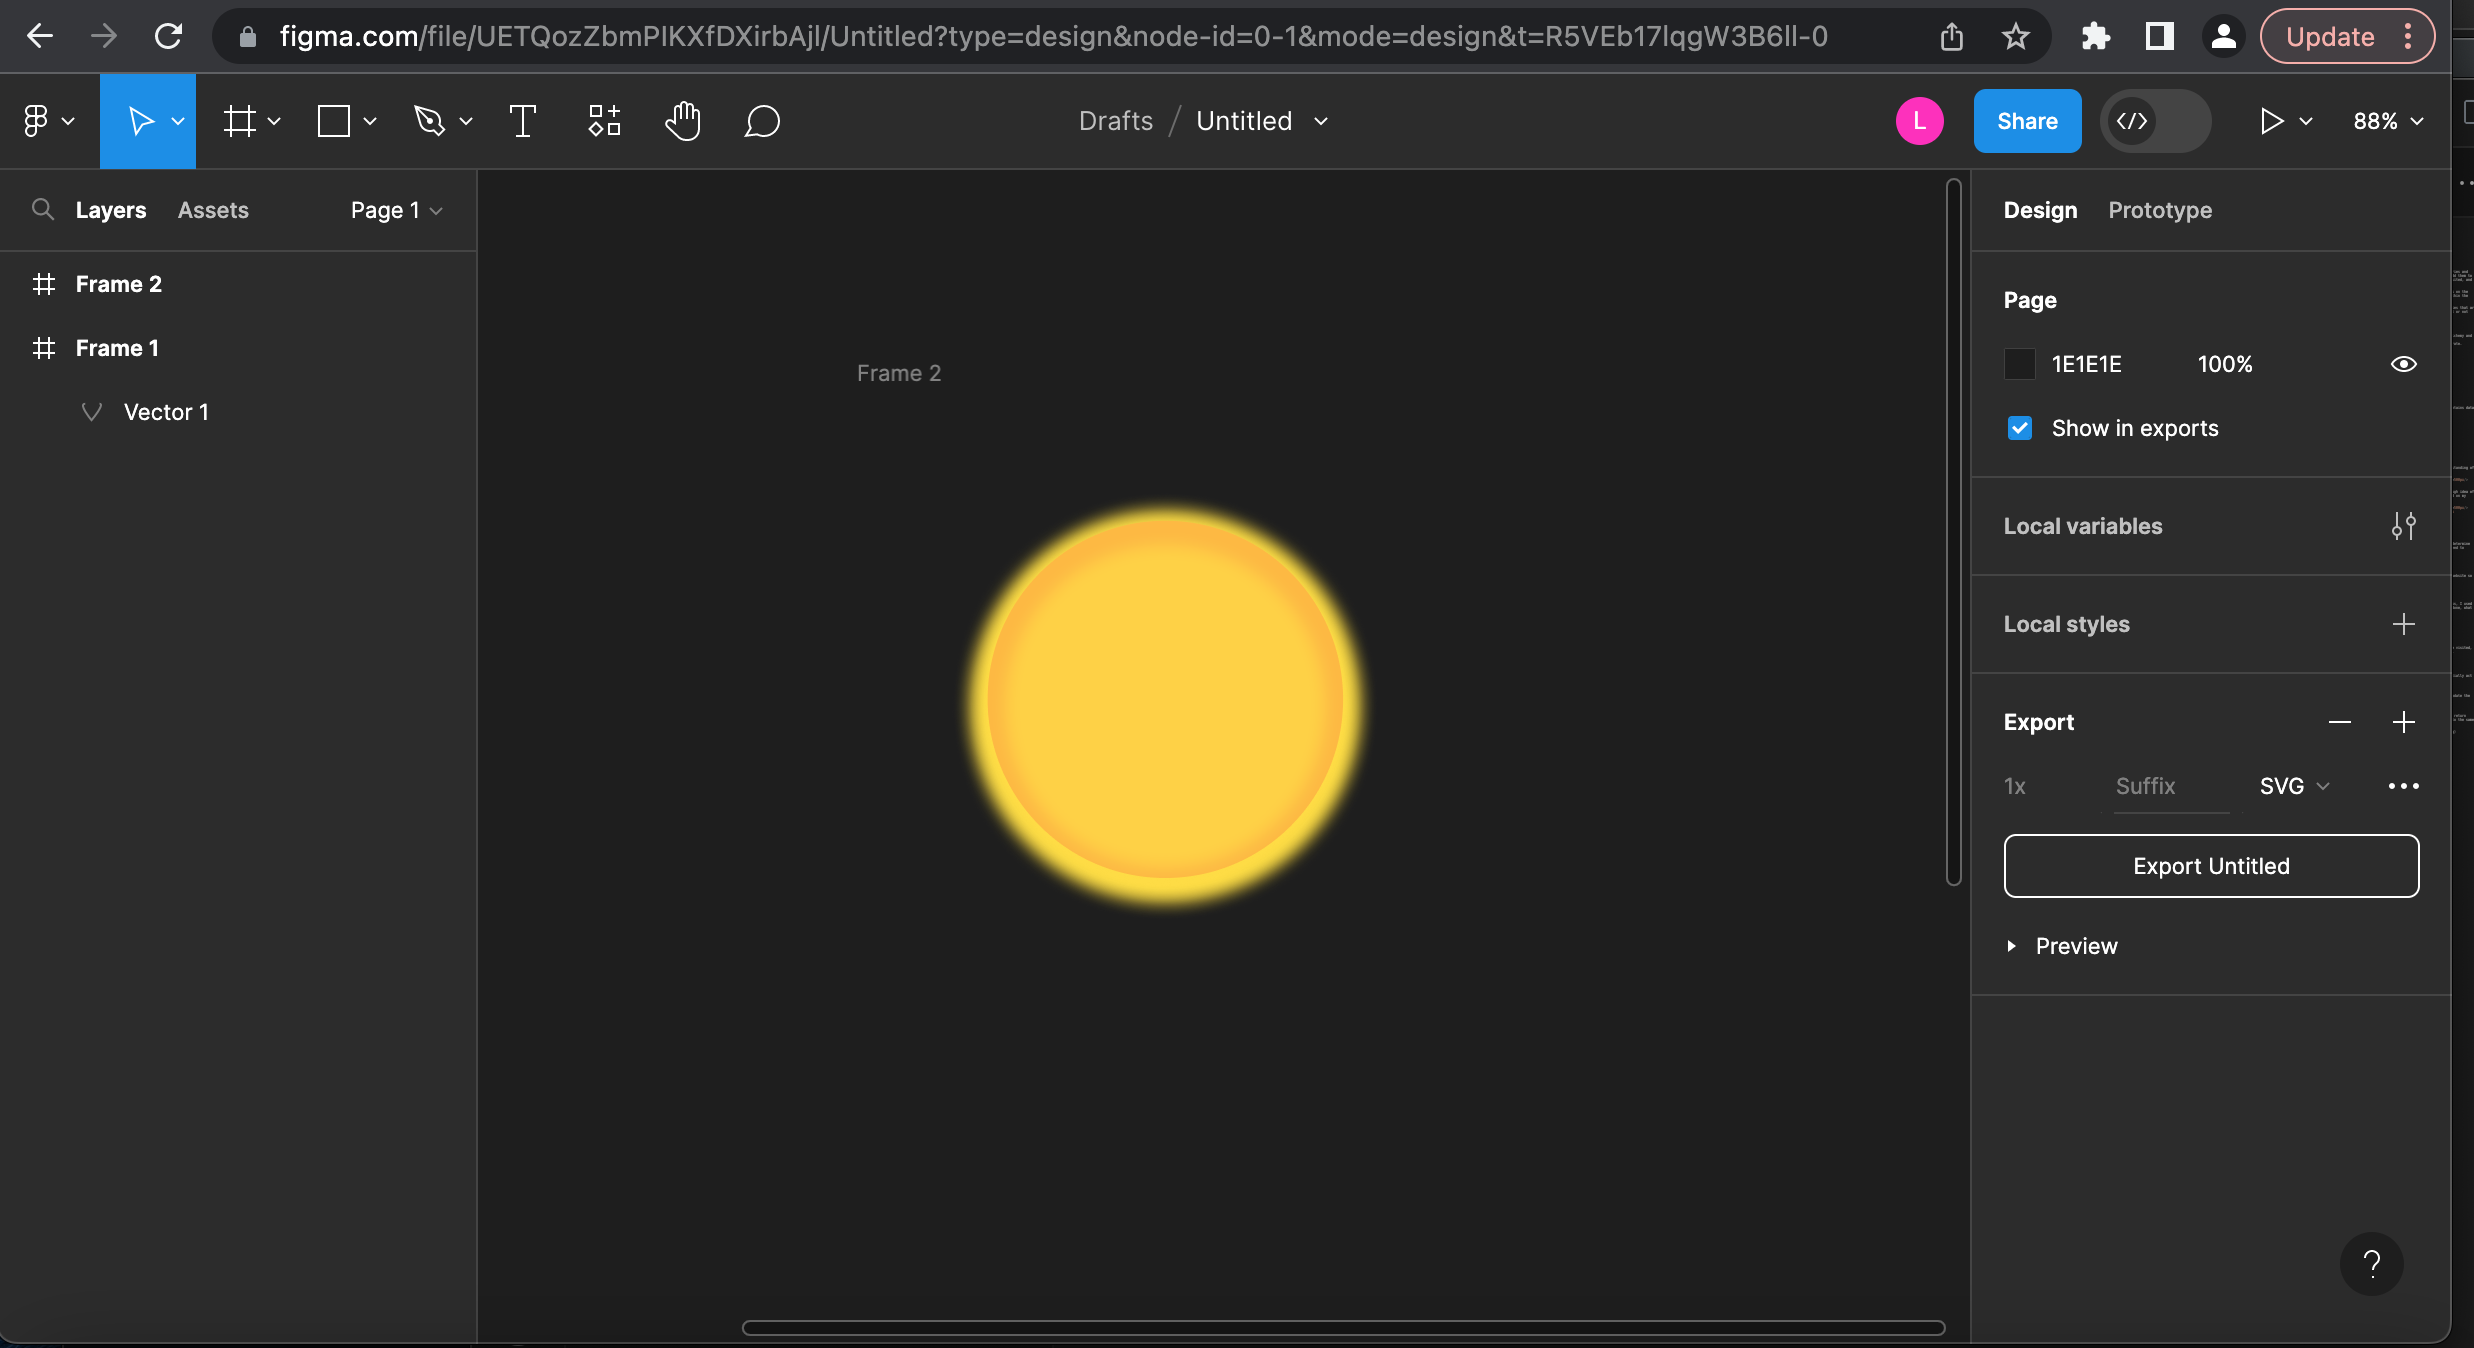 figma.com/file/UETQozZbmPIKXfDXirbAjl/Untitled?type=design&node-id=0-1&mode=design&t=R5VEb17lqgW3B6ll-0
Update
Drafts / Untitled
L
Share
88%
Layers
Assets
Page 1
Frame 2
Frame 1
Vector 1
Frame 2
Design
Prototype
Page
1E1E1E 100%
Show in exports
Local variables
Local styles
Export
1x Suffix SVG
Export Untitled
Preview
?